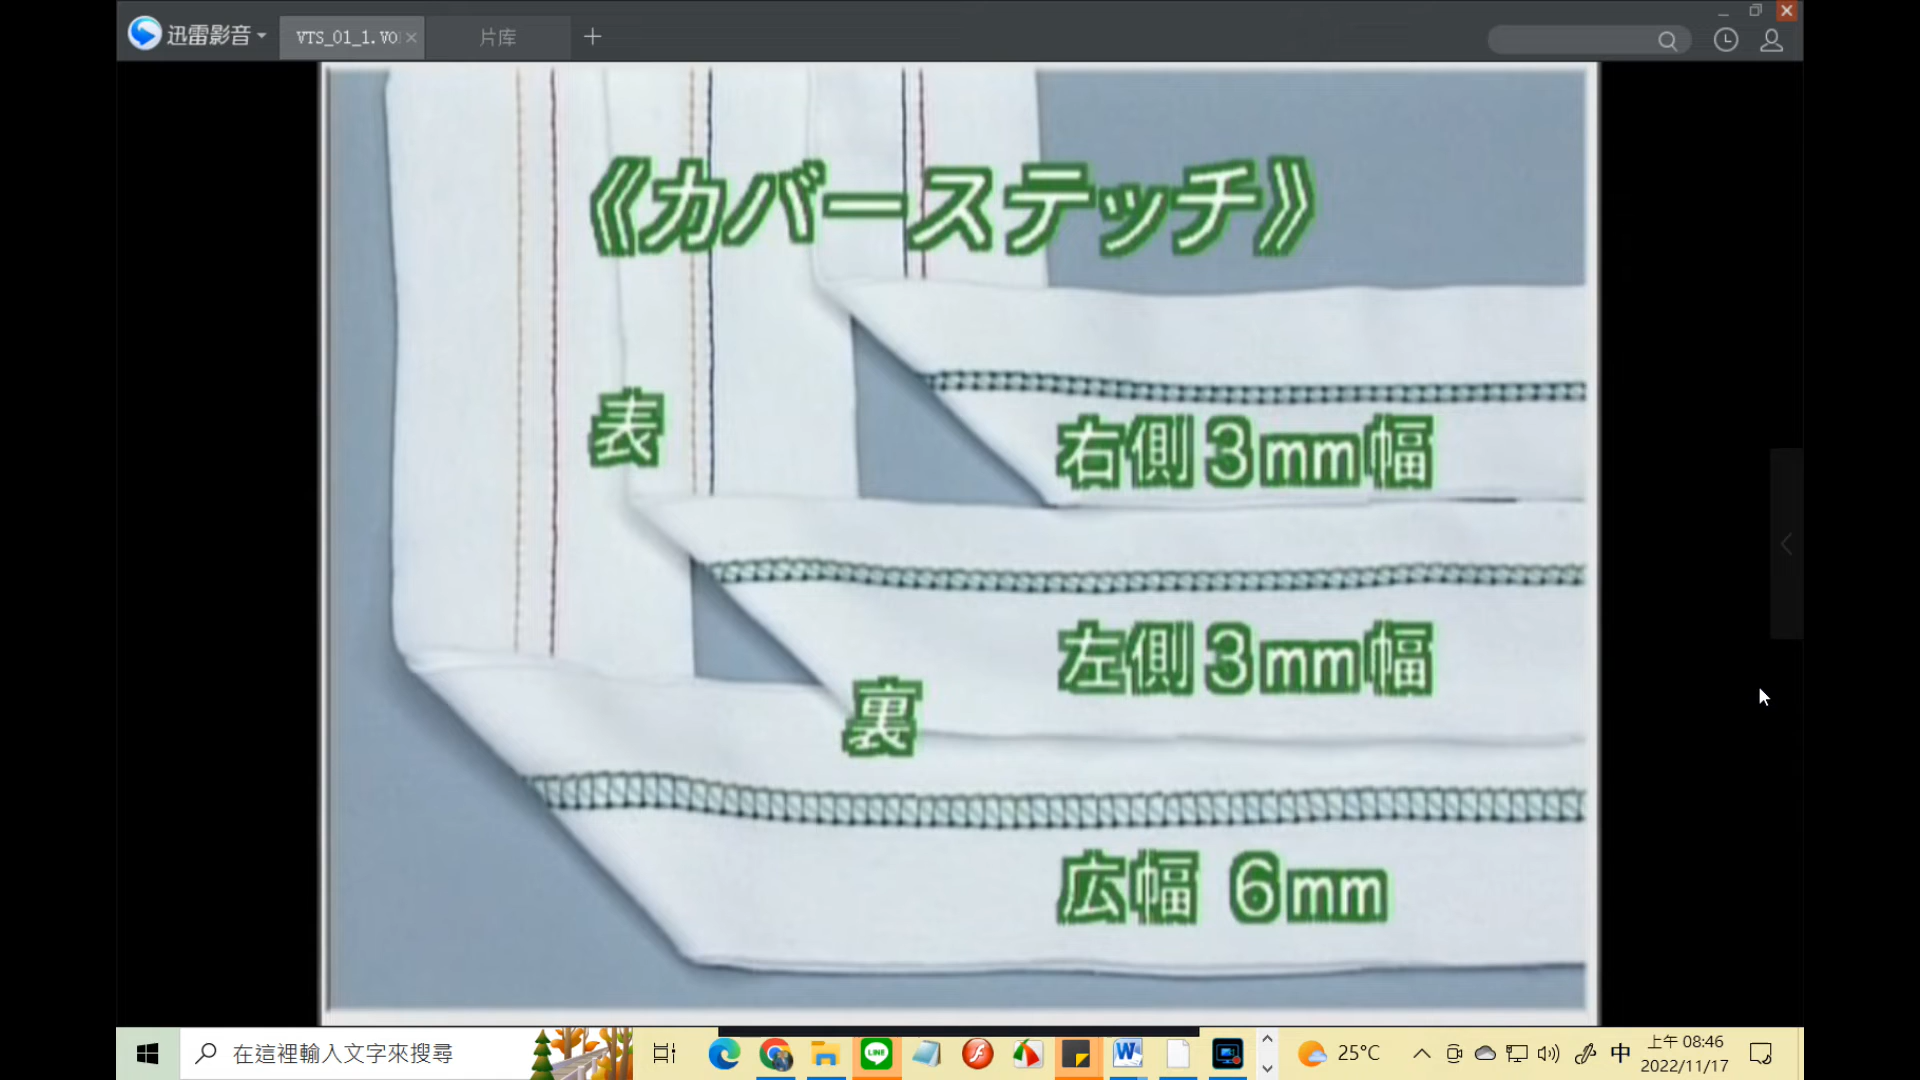 迅雷影音
VTS_01_1.VO
片库
《カバーステッチ》
表
右側3mm幅
左側3mm幅
裏
広幅 6mm
在這裡輸入文字來搜尋
LINE
25°C
中
上午 08:46
2022/11/17